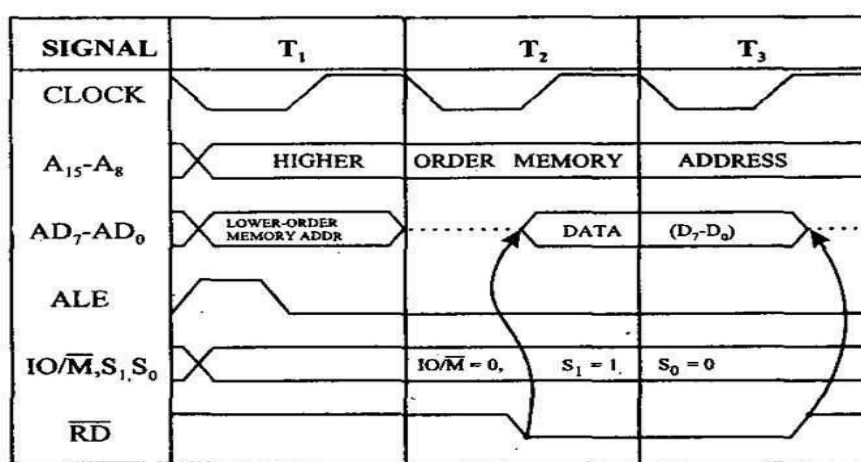 SIGNAL T₁ T₂ T₃
CLOCK
A₁₅-A₈ HIGHER ORDER MEMORY ADDRESS
AD₇-AD₀ LOWER-ORDER MEMORY ADDR DATA (D₇-D₀)
ALE
IO/M̅,S₁,S₀ IO/M̅ = 0, S₁ = 1 S₀ = 0
R̅D̅